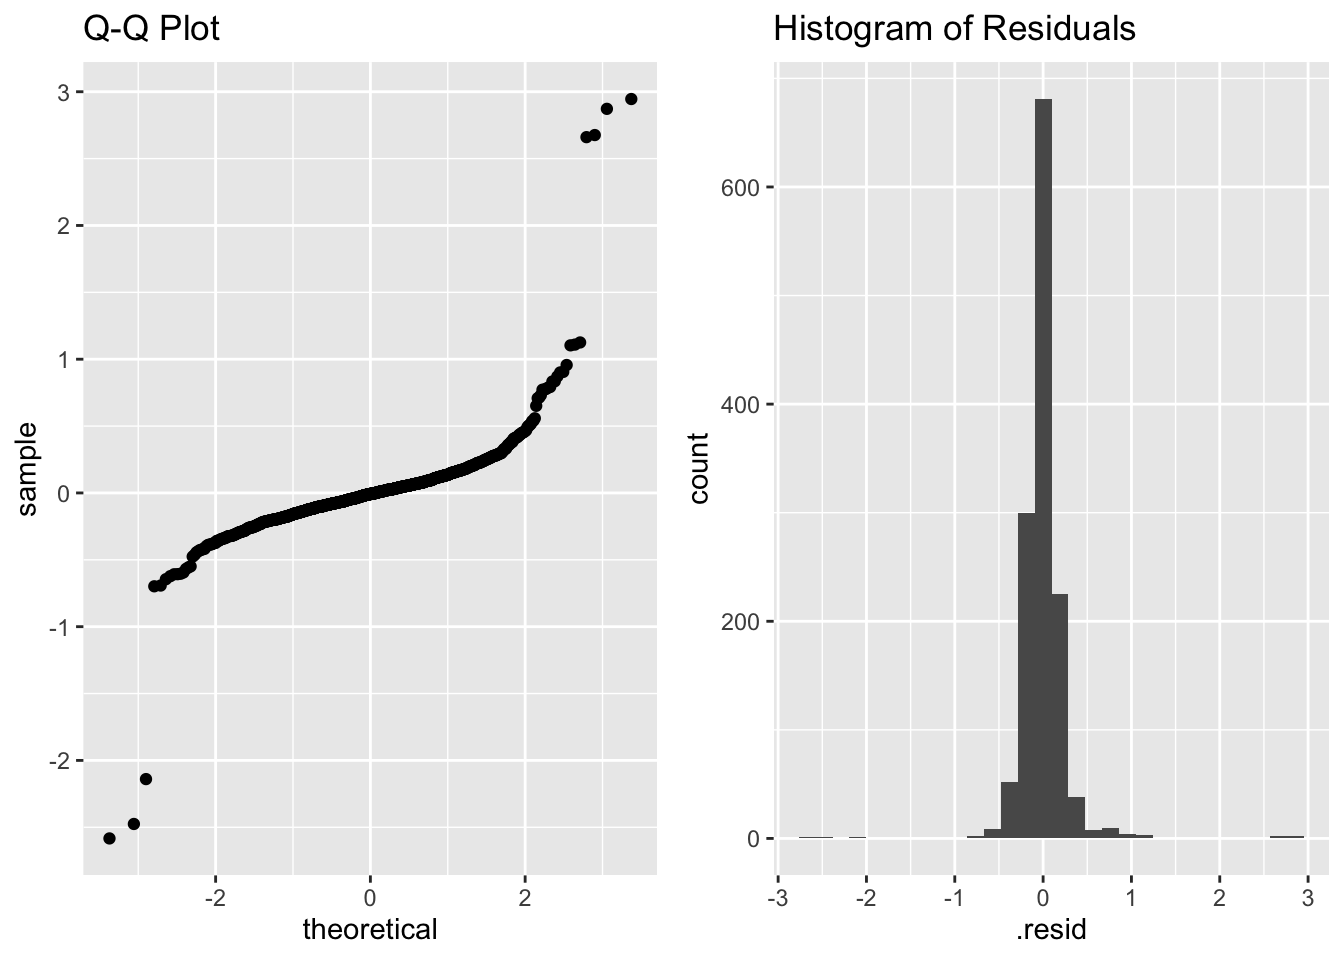 Q-Q Plot
3
2
1
0
-1
-2
sample
-2 0 2
theoretical
Histogram of Residuals
600
400
200
0
count
-3 -2 -1 0 1 2 3
.resid